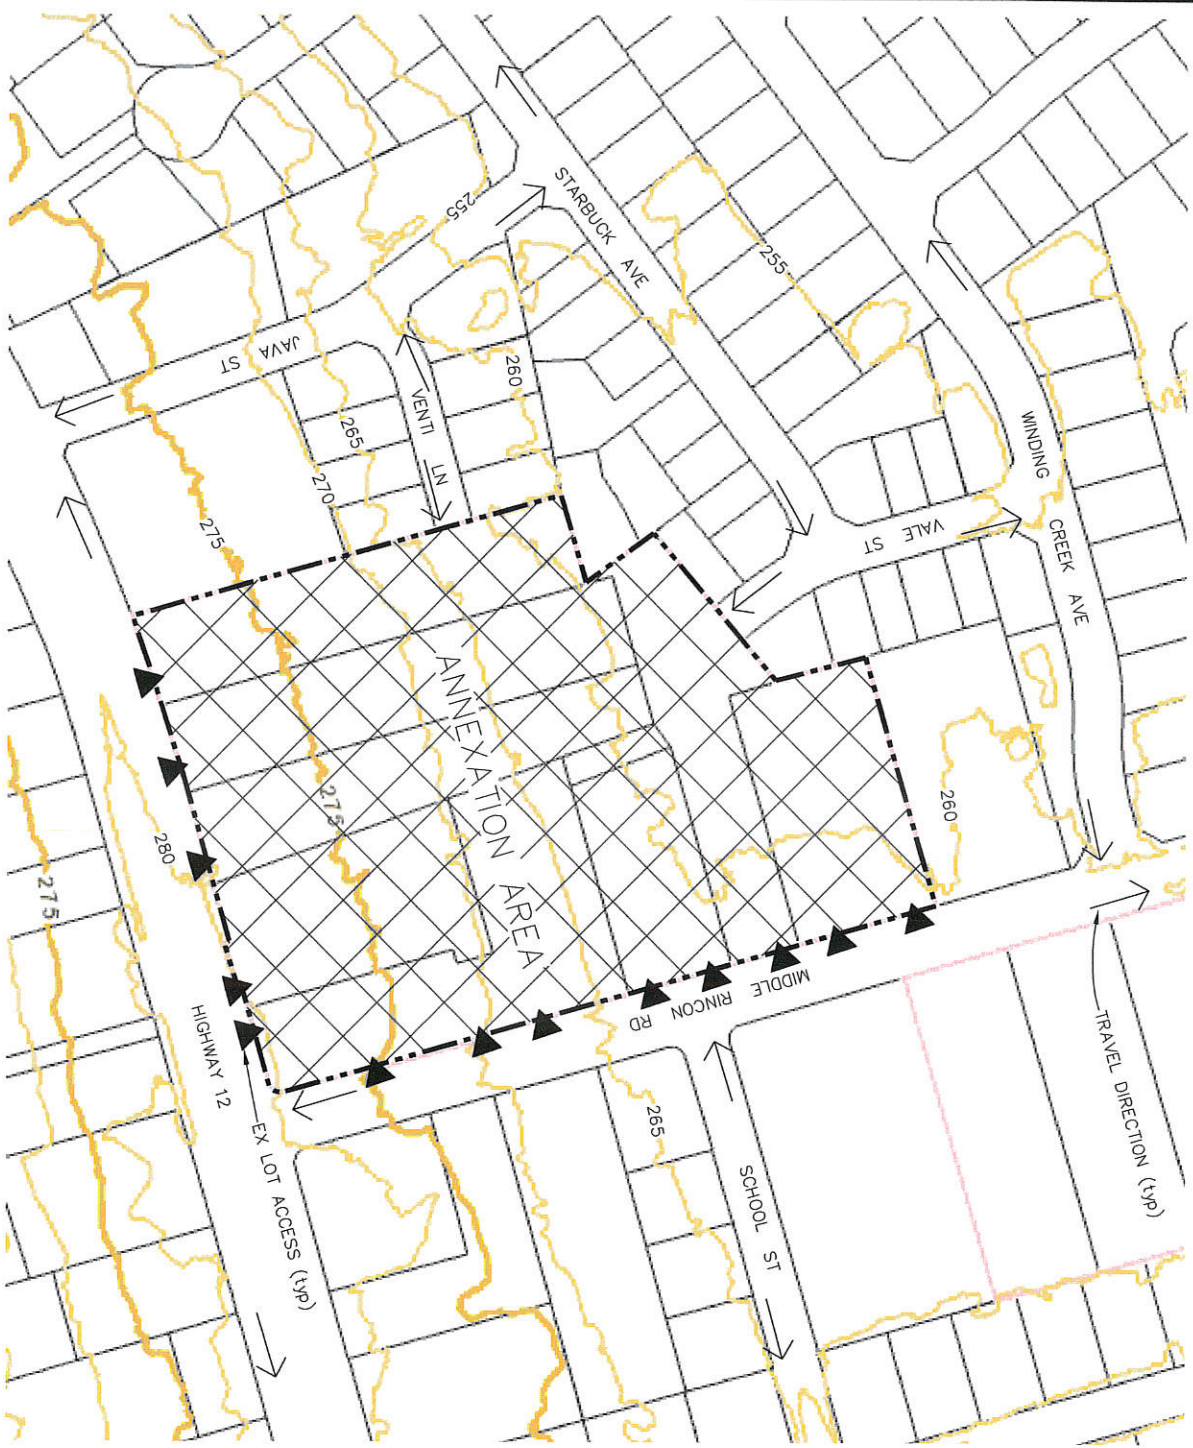 255
STARBUCK AVE
255
JAVA ST
260
VENTI LN
265
270
275
WINDING CREEK AVE
VALE ST
ANNEXATION AREA
275
280
260
275
MIDDLE RINCON RD
HIGHWAY 12
EX LOT ACCESS (typ)
265
SCHOOL ST
TRAVEL DIRECTION (typ)